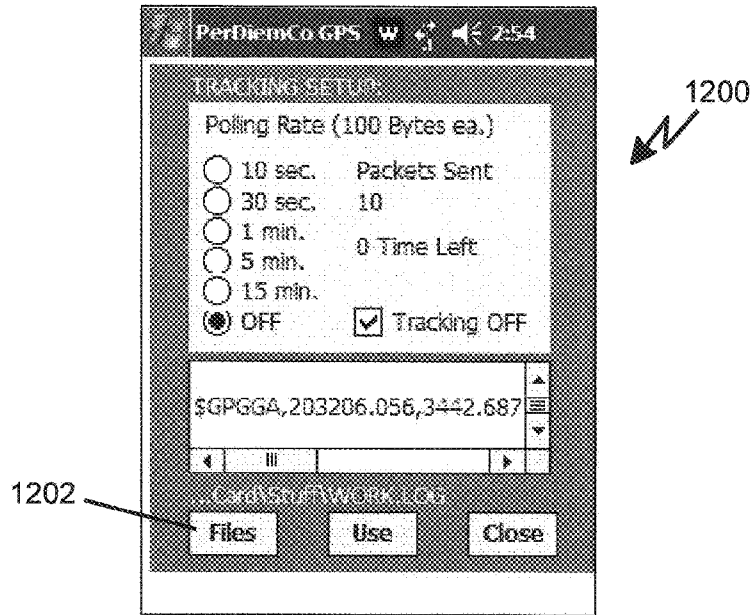 PerDiemCo GPS W 2:54
TRACKING SETUP:
1200
Polling Rate (100 Bytes ea.)
10 sec. Packets Sent
30 sec. 10
1 min.
0 Time Left
5 min.
15 min.
OFF Tracking OFF
$GPGGA,203206.056,3442.687
...Card\Stuff\WORK.LOG
1202
Files Use Close